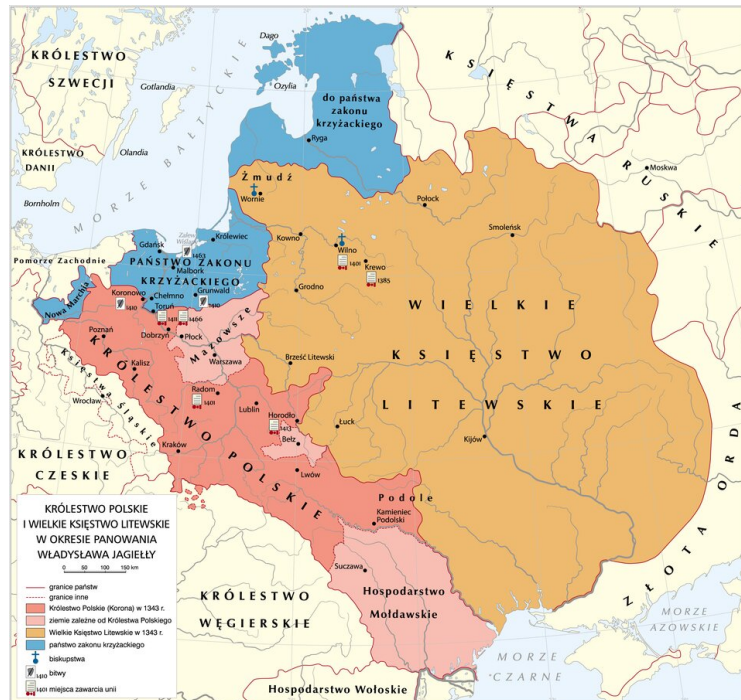 KRÓLESTWO
SZWECJI
Dago
Gotlandia
Ozylia
do państwa
zakonu
krzyżackiego
KSIĘSTWA RUSKIE
Ryga
Olandia
KRÓLESTWO
DANII
MORZE BAŁTYCKIE
Moskwa
Żmudź
Wornie
Bornholm
Połock
Smoleńsk
Kowno
Wilno
1401
Krewo
1385
Zalew
Wiślany
1463
Królewiec
Gdańsk
Pomorze Zachodnie
PAŃSTWO ZAKONU
KRZYŻACKIEGO
Malbork
Nowa Marchia
Koronowo
1410
Chełmno
Toruń
1411
1466
Grunwald
1410
Grodno
WIELKIE
KSIĘSTWO
LITEWSKIE
Dobrzyń
Płock
Mazowsze
Warszawa
Poznań
Kalisz
KRÓLESTWO POLSKIE
Brześć Litewski
Księstwa śląskie
Wrocław
Radom
1401
Lublin
Horodło
1413
Bełz
Łuck
Kijów
Kraków
Lwów
KRÓLESTWO
CZESKIE
Podole
Kamieniec
Podolski
ZŁOTA ORDA
Suczawa
Hospodarstwo
Mołdawskie
KRÓLESTWO
WĘGIERSKIE
MORZE
AZOWSKIE
MORZE
CZARNE
Hospodarstwo Wołoskie
KRÓLESTWO POLSKIE
I WIELKIE KSIĘSTWO LITEWSKIE
W OKRESIE PANOWANIA
WŁADYSŁAWA JAGIEŁŁY
0 50 100 150 km
granice państw
granice inne
Królestwo Polskie (Korona) w 1343 r.
ziemie zależne od Królestwa Polskiego
Wielkie Księstwo Litewskie w 1343 r.
państwo zakonu krzyżackiego
biskupstwa
1410 bitwy
1401 miejsca zawarcia unii